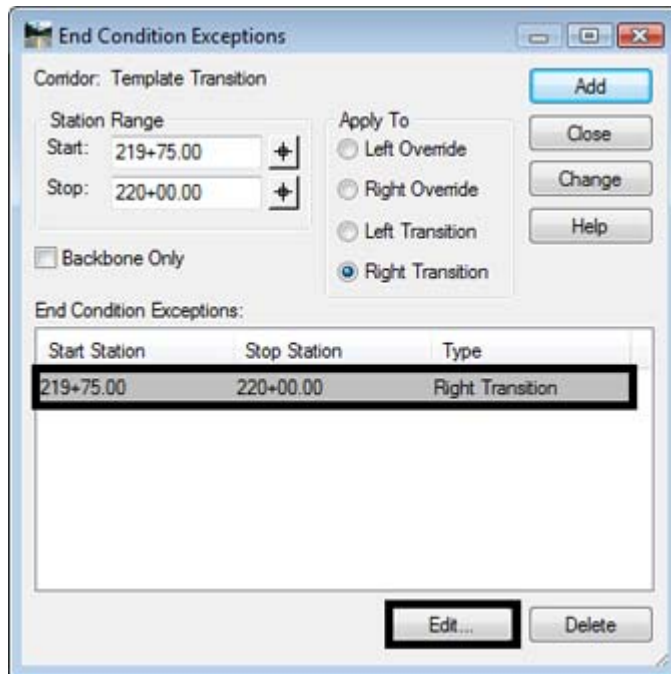 End Condition Exceptions
Corridor: Template Transition
Add
Station Range
Apply To
Start: 219+75.00
Left Override
Close
Stop: 220+00.00
Right Override
Change
Left Transition
Help
Backbone Only
Right Transition
End Condition Exceptions:
Start Station Stop Station Type
219+75.00 220+00.00 Right Transition
Edit... Delete